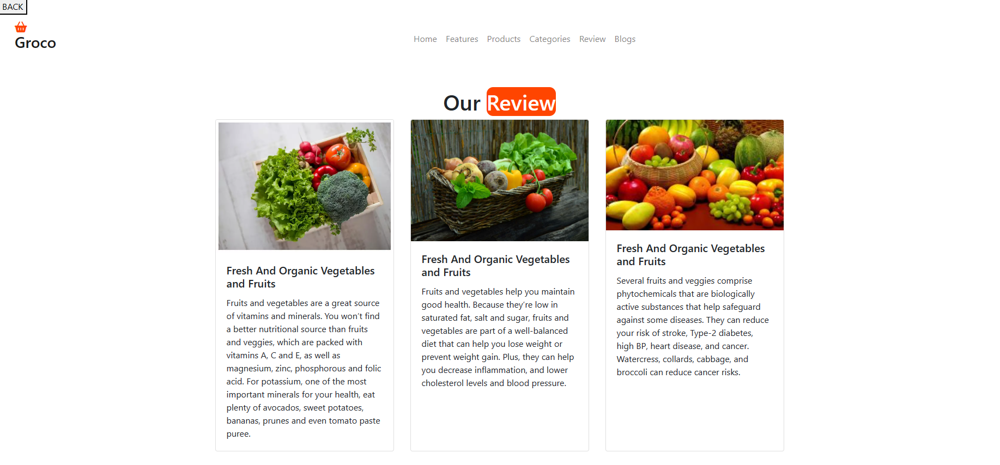 BACK
Groco
Home Features Products Categories Review Blogs
Our Review
Fresh And Organic Vegetables
and Fruits
Fruits and vegetables are a great source
of vitamins and minerals. You won’t find
a better nutritional source than fruits
and veggies, which are packed with
vitamins A, C and E, as well as
magnesium, zinc, phosphorous and folic
acid. For potassium, one of the most
important minerals for your health, eat
plenty of avocados, sweet potatoes,
bananas, prunes and even tomato paste
puree.
Fresh And Organic Vegetables
and Fruits
Fruits and vegetables help you maintain
good health. Because they’re low in
saturated fat, salt and sugar, fruits and
vegetables are part of a well-balanced
diet that can help you lose weight or
prevent weight gain. Plus, they can help
you decrease inflammation, and lower
cholesterol levels and blood pressure.
Fresh And Organic Vegetables
and Fruits
Several fruits and veggies comprise
phytochemicals that are biologically
active substances that help safeguard
against some diseases. They can reduce
your risk of stroke, Type-2 diabetes,
high BP, heart disease, and cancer.
Watercress, collards, cabbage, and
broccoli can reduce cancer risks.